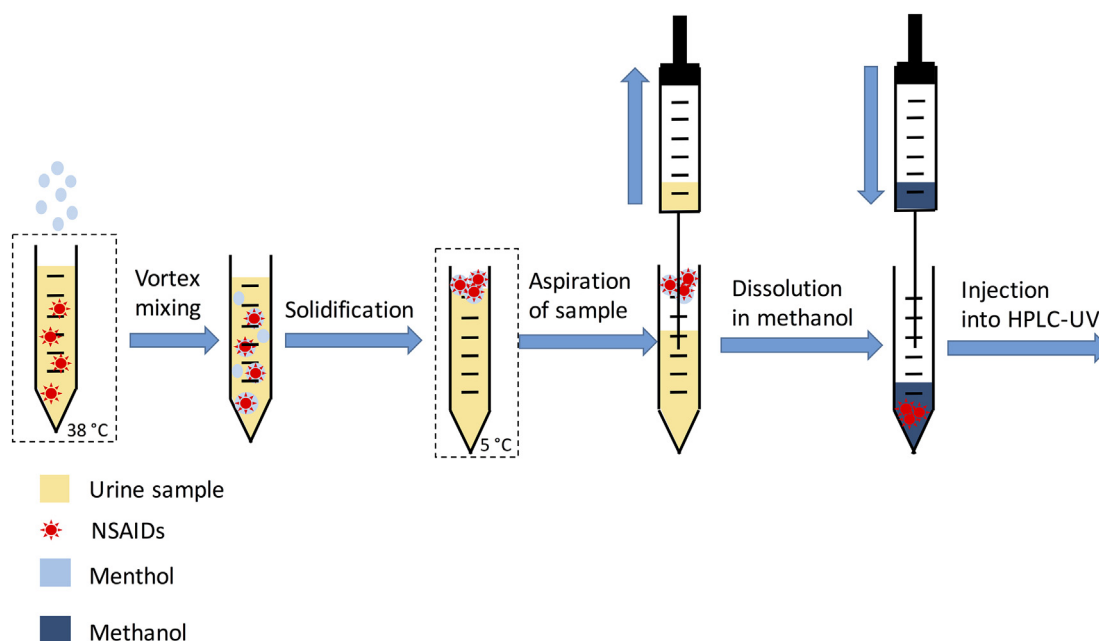 Vortex
mixing
Solidification
Aspiration
of sample
Dissolution
in methanol
Injection
into HPLC-UV
38 °C
5 °C
Urine sample
NSAIDs
Menthol
Methanol